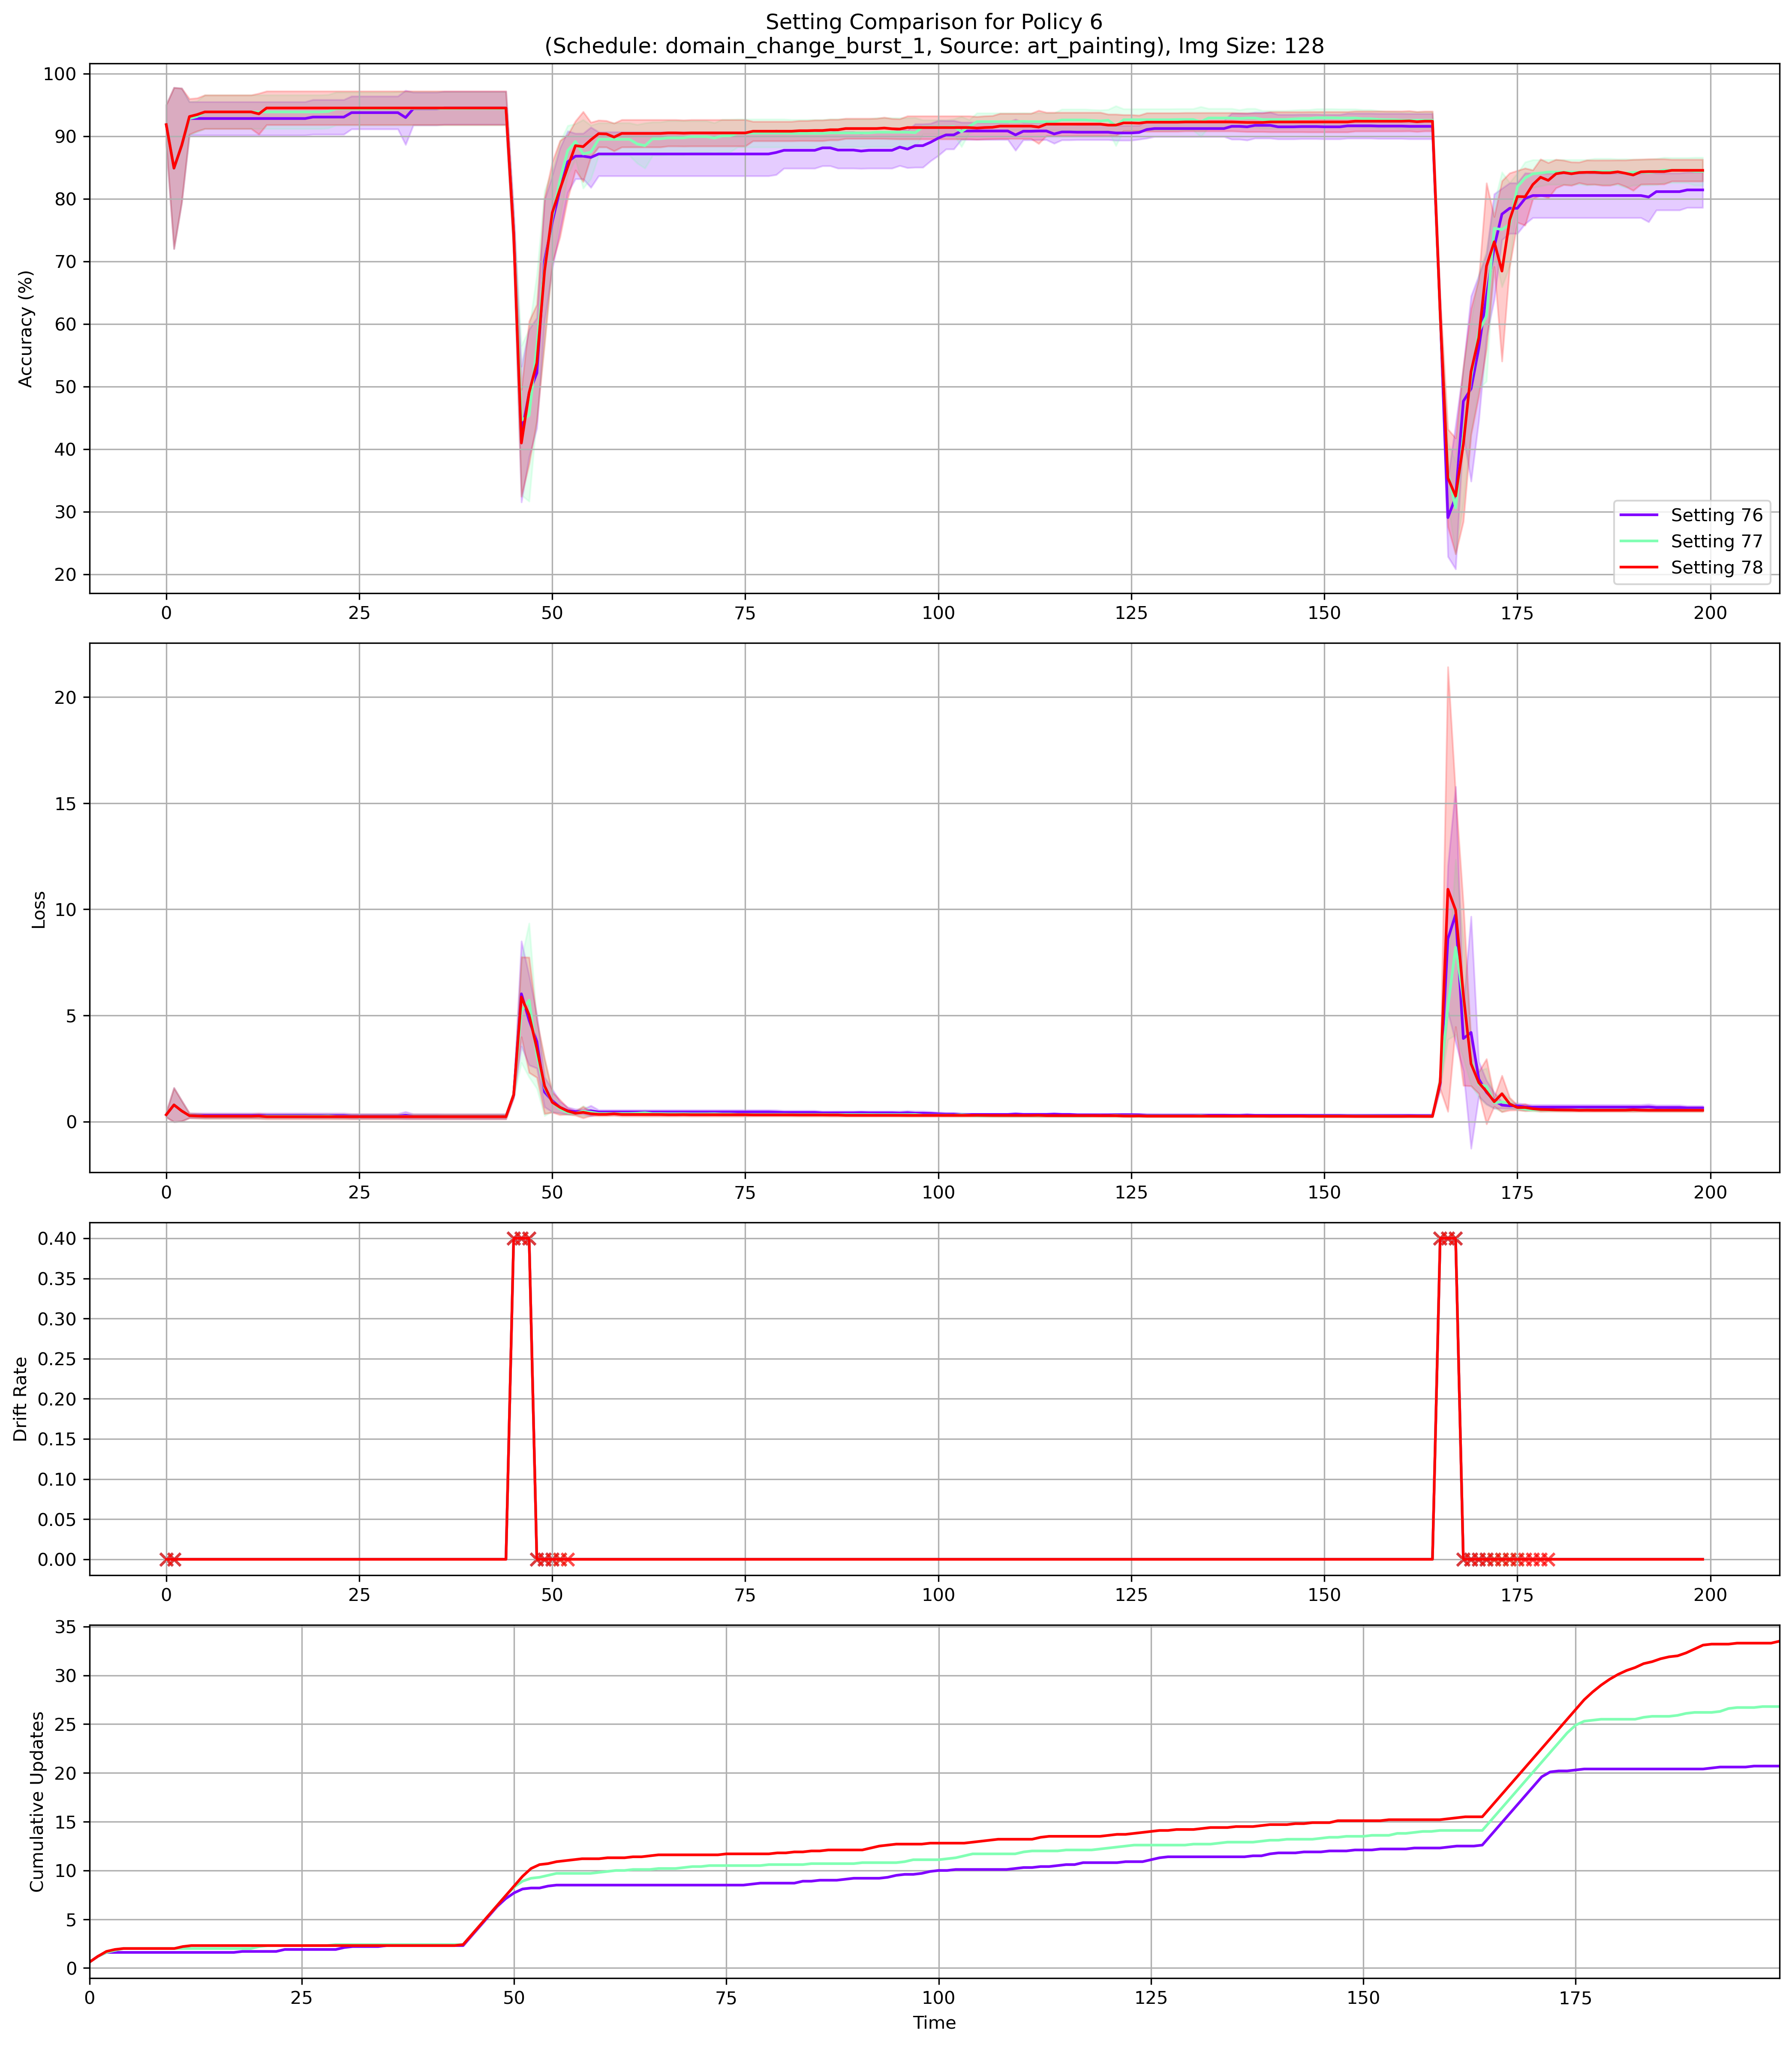 Setting Comparison for Policy 6
(Schedule: domain_change_burst_1, Source: art_painting), Img Size: 128
Accuracy (%)
100
90
80
70
60
50
40
30
20
Setting 76
Setting 77
Setting 78
0 25 50 75 100 125 150 175 200
Loss
20
15
10
5
0
0 25 50 75 100 125 150 175 200
Drift Rate
0.40
0.35
0.30
0.25
0.20
0.15
0.10
0.05
0.00
0 25 50 75 100 125 150 175 200
Cumulative Updates
35
30
25
20
15
10
5
0
0 25 50 75 100 125 150 175
Time